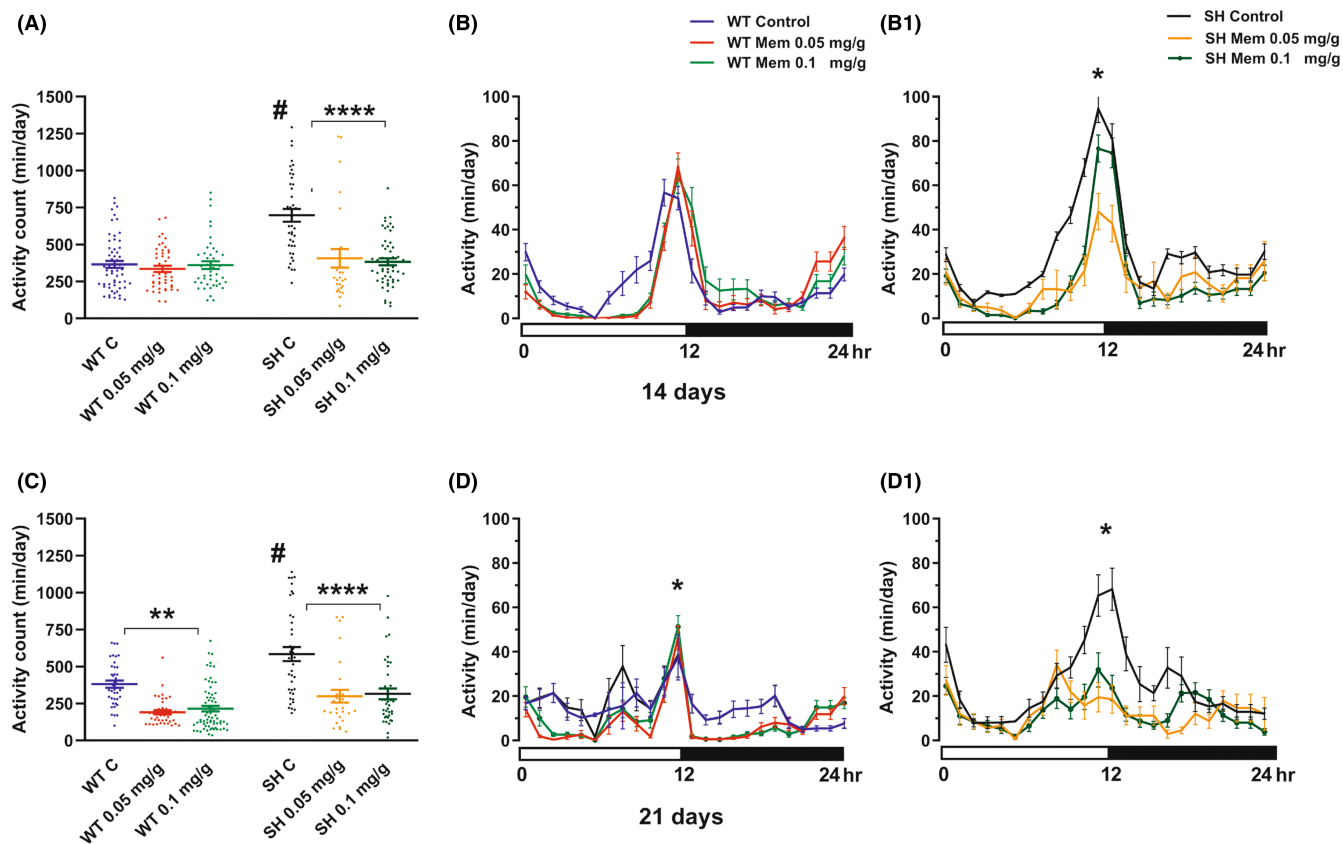 (A)
Activity count (min/day)
1500
1250
1000
750
500
250
0
#
****
WT C
WT 0.05 mg/g
WT 0.1 mg/g
SH C
SH 0.05 mg/g
SH 0.1 mg/g
(B)
WT Control
WT Mem 0.05 mg/g
WT Mem 0.1 mg/g
Activity (min/day)
100
80
60
40
20
0
0 12 24 hr
(B1)
SH Control
SH Mem 0.05 mg/g
SH Mem 0.1 mg/g
*
Activity (min/day)
100
80
60
40
20
0
0 12 24 hr
14 days
(C)
Activity count (min/day)
1500
1250
1000
750
500
250
0
**
#
****
WT C
WT 0.05 mg/g
WT 0.1 mg/g
SH C
SH 0.05 mg/g
SH 0.1 mg/g
(D)
Activity (min/day)
100
80
60
40
20
0
*
0 12 24 hr
(D1)
Activity (min/day)
100
80
60
40
20
0
*
0 12 24 hr
21 days